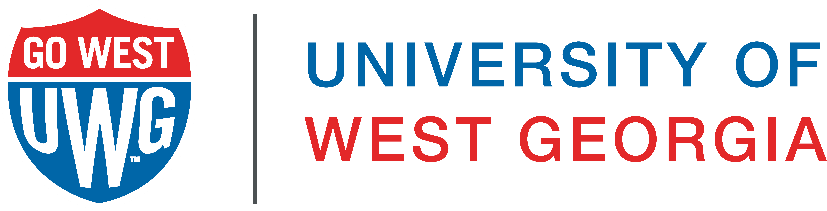 GO WEST
UWG
™
UNIVERSITY OF
WEST GEORGIA